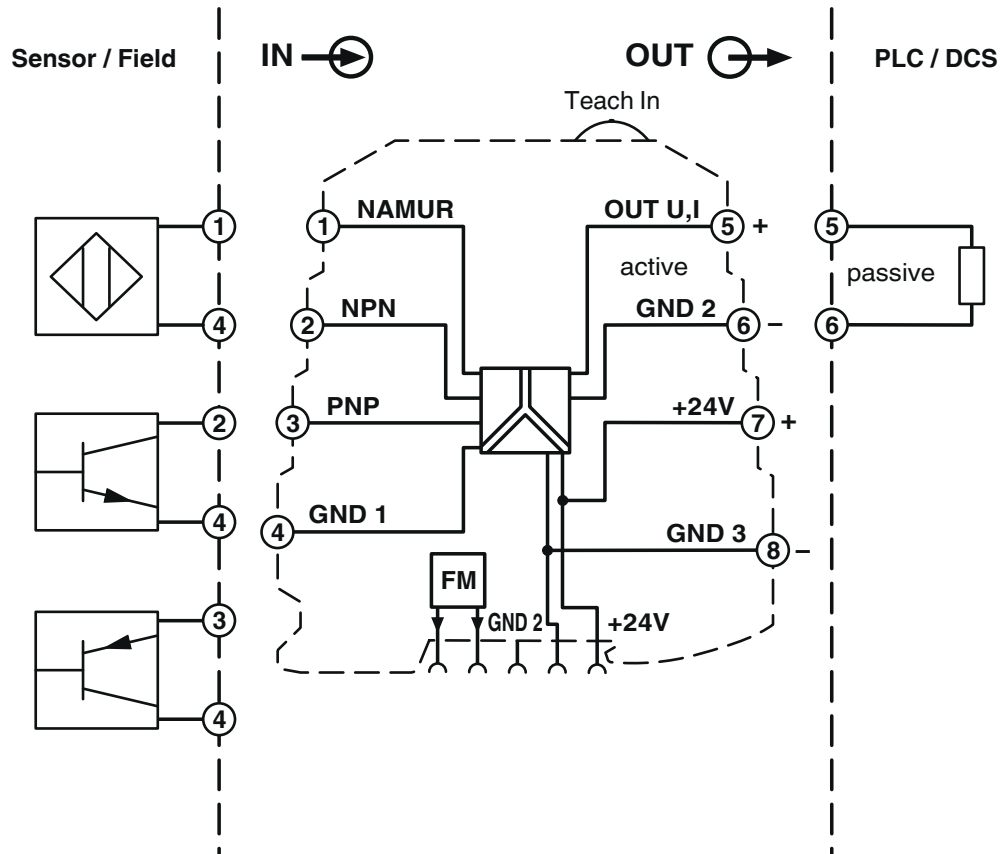 Sensor / Field
IN
OUT
PLC / DCS
Teach In
1
1
NAMUR
OUT U,I
5
+
5
active
passive
4
2
NPN
GND 2
6
–
6
2
3
PNP
+24V
7
+
4
4
GND 1
GND 3
8
–
FM
3
GND 2
+24V
4